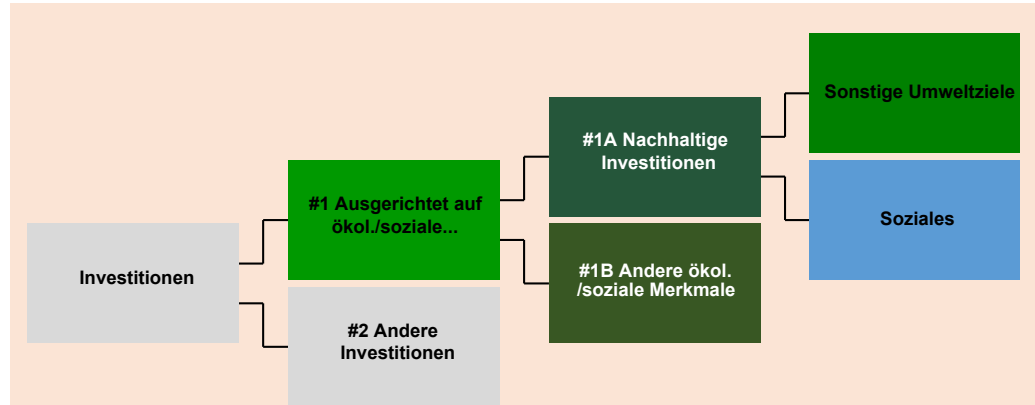 Investitionen
#1 Ausgerichtet auf
ökol./soziale...
#2 Andere
Investitionen
#1A Nachhaltige
Investitionen
#1B Andere ökol.
/soziale Merkmale
Sonstige Umweltziele
Soziales